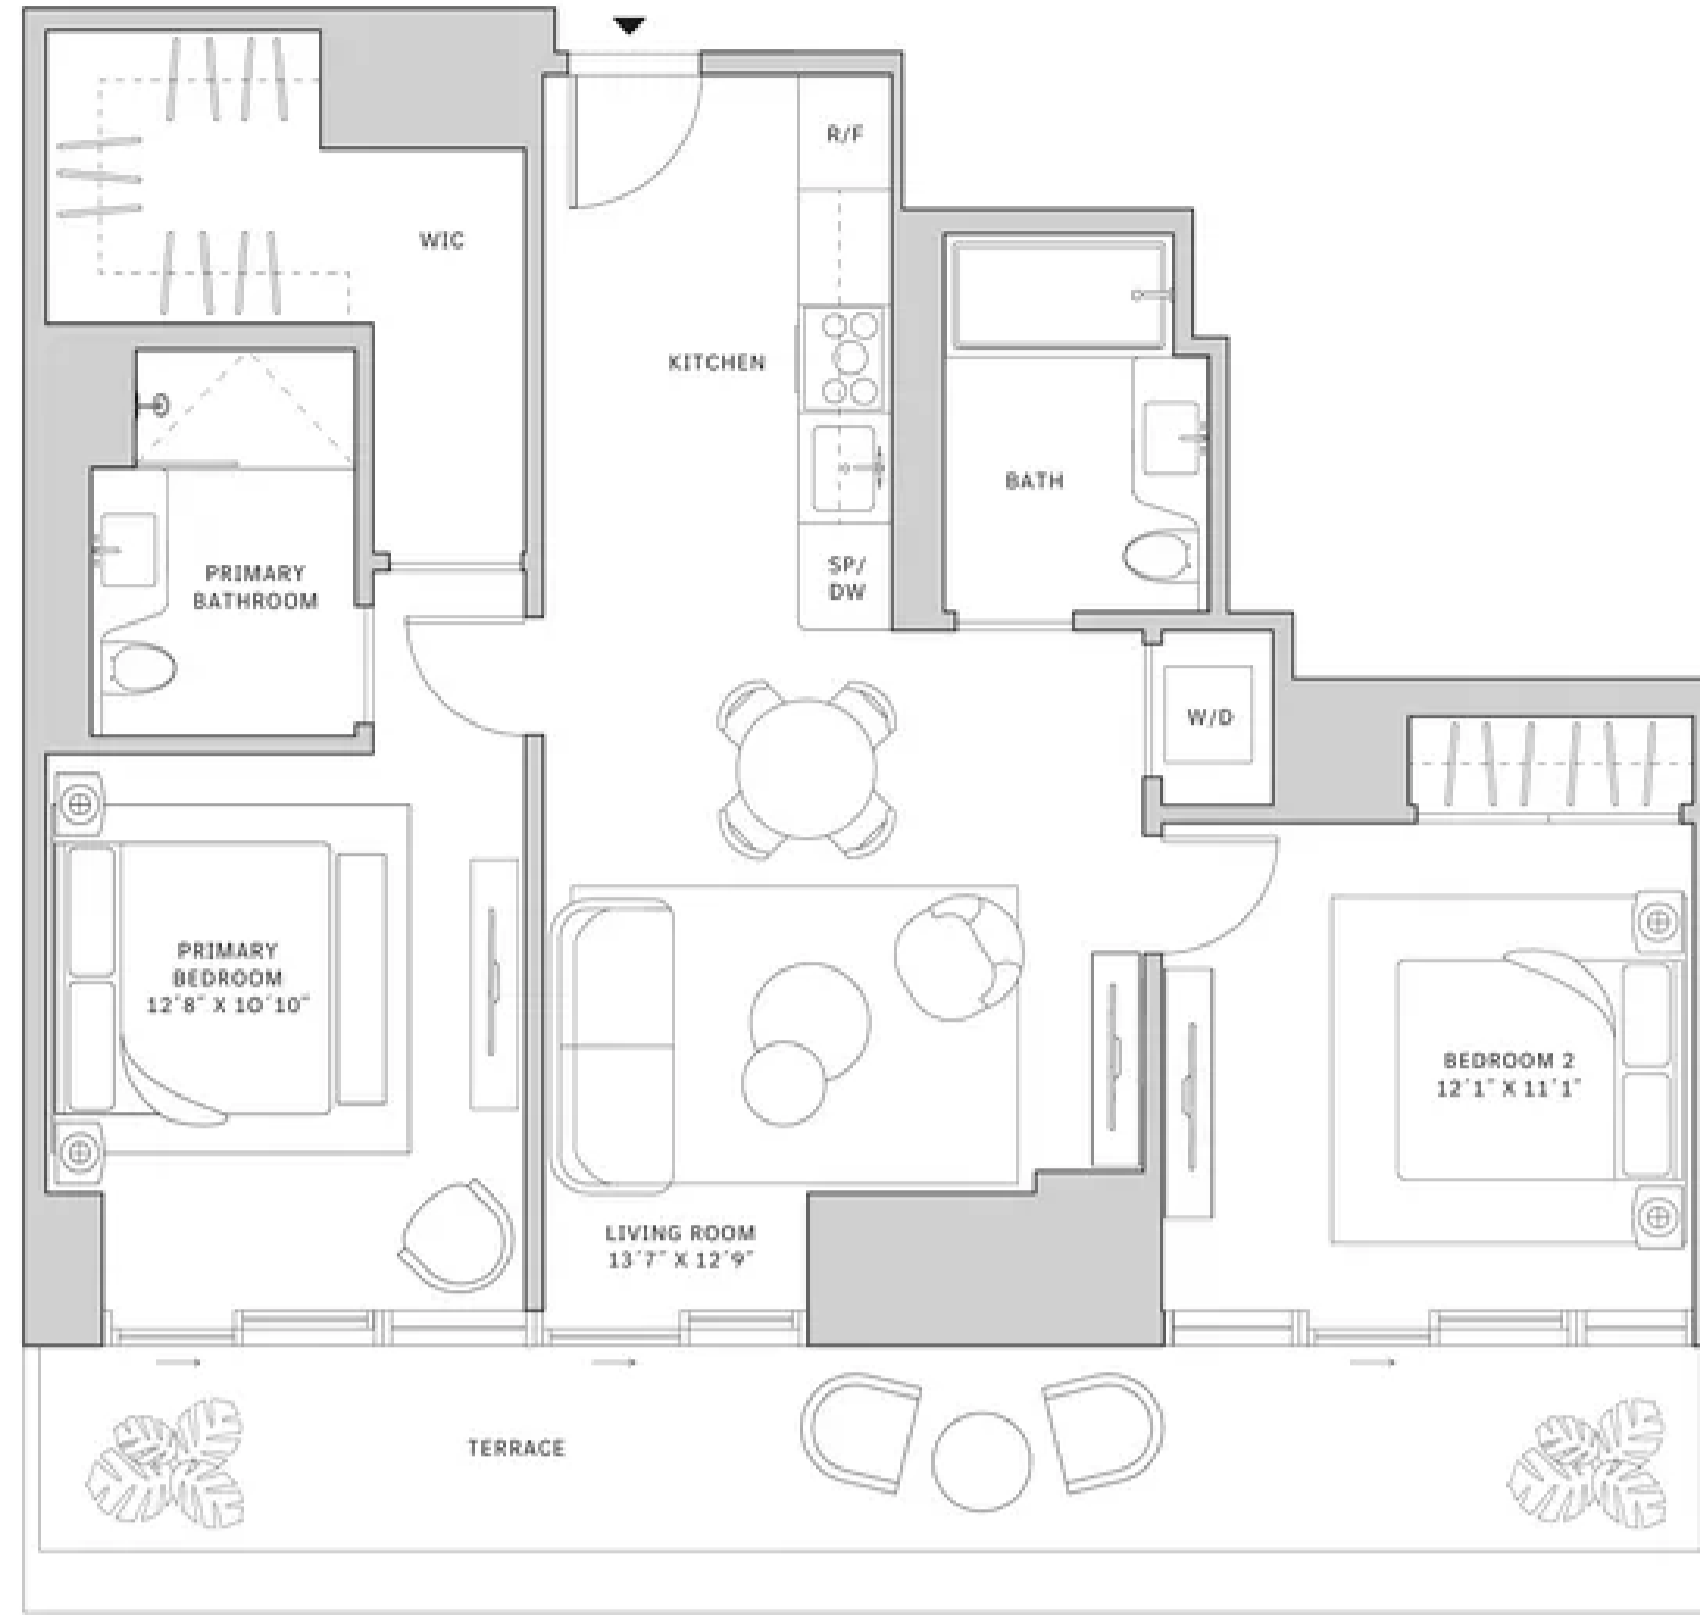 R/F
WIC
KITCHEN
BATH
SP/
DW
PRIMARY
BATHROOM
W/D
PRIMARY
BEDROOM
12'8" X 10'10"
BEDROOM 2
12'1" X 11'1"
LIVING ROOM
13'7" X 12'9"
TERRACE